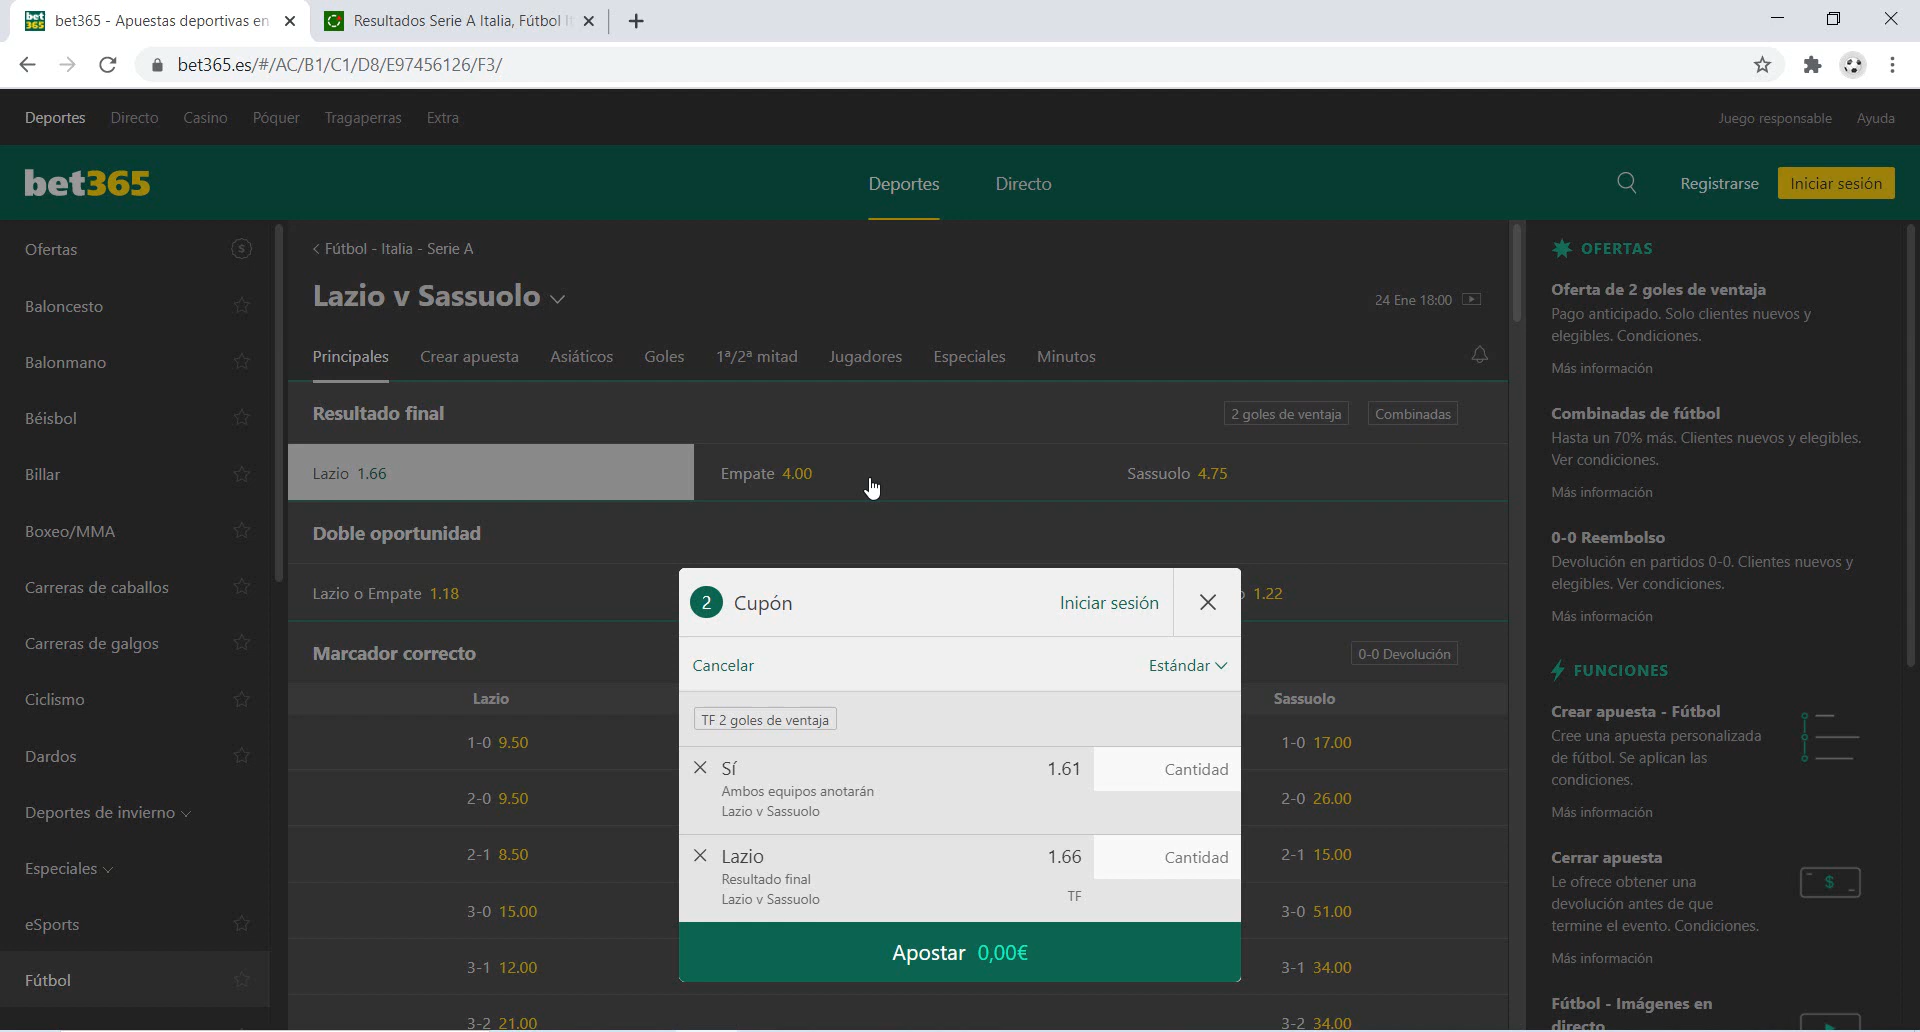 bet365 - Apuestas deportivas en
Resultados Serie A Italia, Fútbol
bet365.es/#/AC/B1/C1/D8/E97456126/F3/
Deportes Directo Casino Póquer Tragaperras Extra
Juego responsable Ayuda
bet365
Deportes Directo
Registrarse Iniciar sesión
Ofertas
Baloncesto
Balonmano
Béisbol
Billar
Boxeo/MMA
Carreras de caballos
Carreras de galgos
Ciclismo
Dardos
Deportes de invierno
Especiales
eSports
Fútbol
< Fútbol - Italia - Serie A
Lazio v Sassuolo
24 Ene 18:00
Principales Crear apuesta Asiáticos Goles 1ª/2ª mitad Jugadores Especiales Minutos
Resultado final
2 goles de ventaja Combinadas
Lazio 1.66 Empate 4.00 Sassuolo 4.75
Doble oportunidad
Lazio o Empate 1.18
1.22
Marcador correcto
0-0 Devolución
Lazio Sassuolo
1-0 9.50 1-0 17.00
2-0 9.50 2-0 26.00
2-1 8.50 2-1 15.00
3-0 15.00 3-0 51.00
3-1 12.00 3-1 34.00
3-2 21.00 3-2 34.00
2 Cupón Iniciar sesión
Cancelar Estándar
TF 2 goles de ventaja
Sí 1.61 Cantidad
Ambos equipos anotarán
Lazio v Sassuolo
Lazio 1.66 Cantidad
Resultado final
TF
Lazio v Sassuolo
Apostar 0,00€
OFERTAS
Oferta de 2 goles de ventaja
Pago anticipado. Solo clientes nuevos y
elegibles. Condiciones.
Más información
Combinadas de fútbol
Hasta un 70% más. Clientes nuevos y elegibles.
Ver condiciones.
Más información
0-0 Reembolso
Devolución en partidos 0-0. Clientes nuevos y
elegibles. Ver condiciones.
Más información
FUNCIONES
Crear apuesta - Fútbol
Cree una apuesta personalizada
de fútbol. Se aplican las
condiciones.
Más información
Cerrar apuesta
Le ofrece obtener una
devolución antes de que
termine el evento. Condiciones.
Más información
Fútbol - Imágenes en
directo